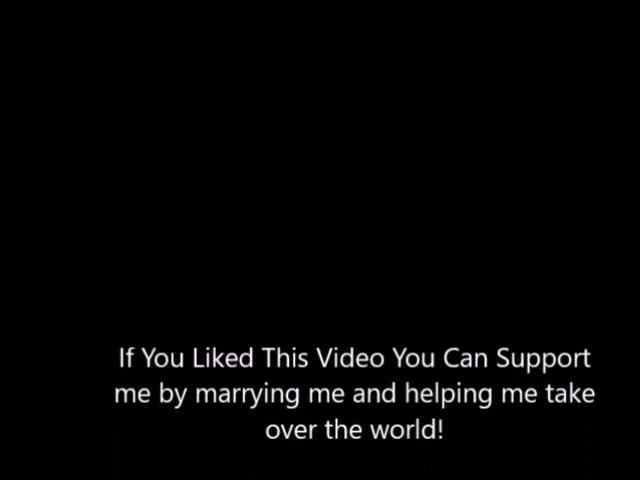 If You Liked This Video You Can Support
me by marrying me and helping me take
over the world!